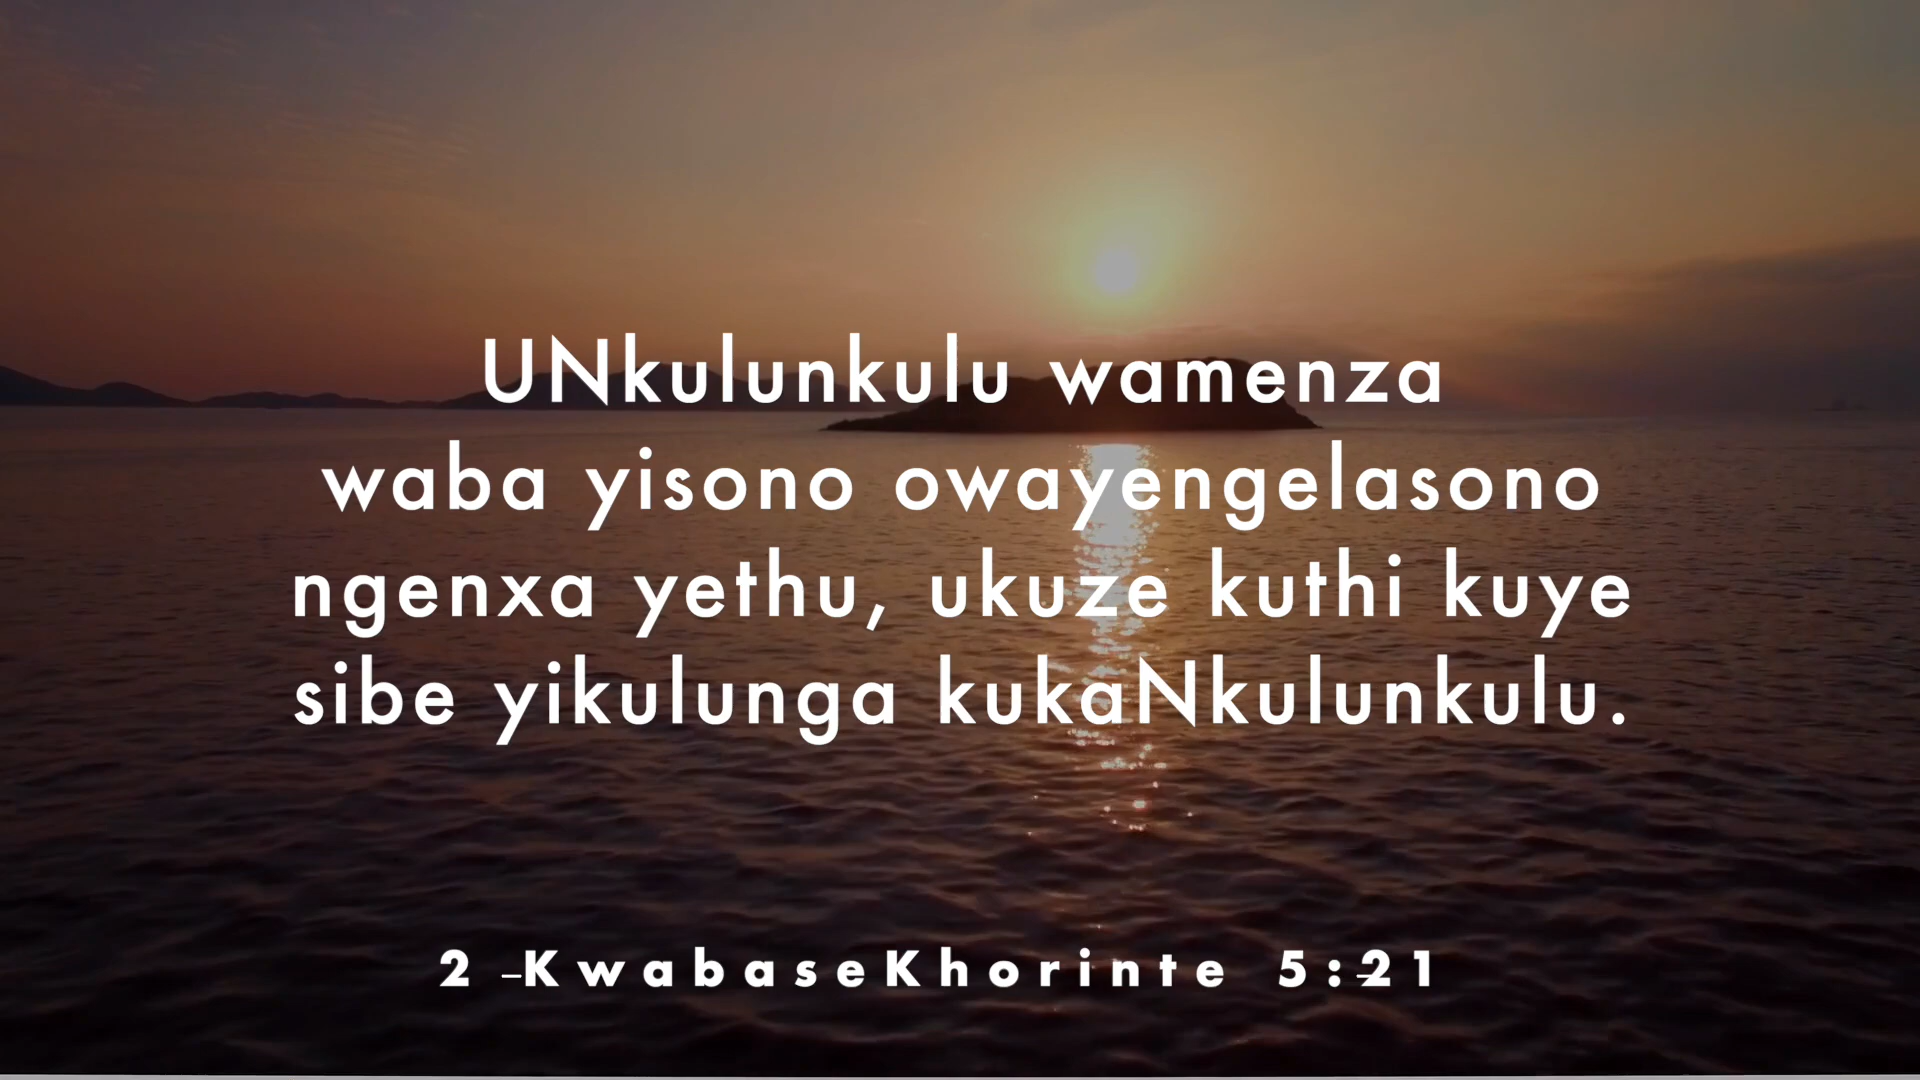 UNkulunkulu wamenza
waba yisono owayengelasono
ngenxa yethu, ukuze kuthi kuye
sibe yikulunga kukaNkulunkulu.
2 KwabaseKhorinte 5:21